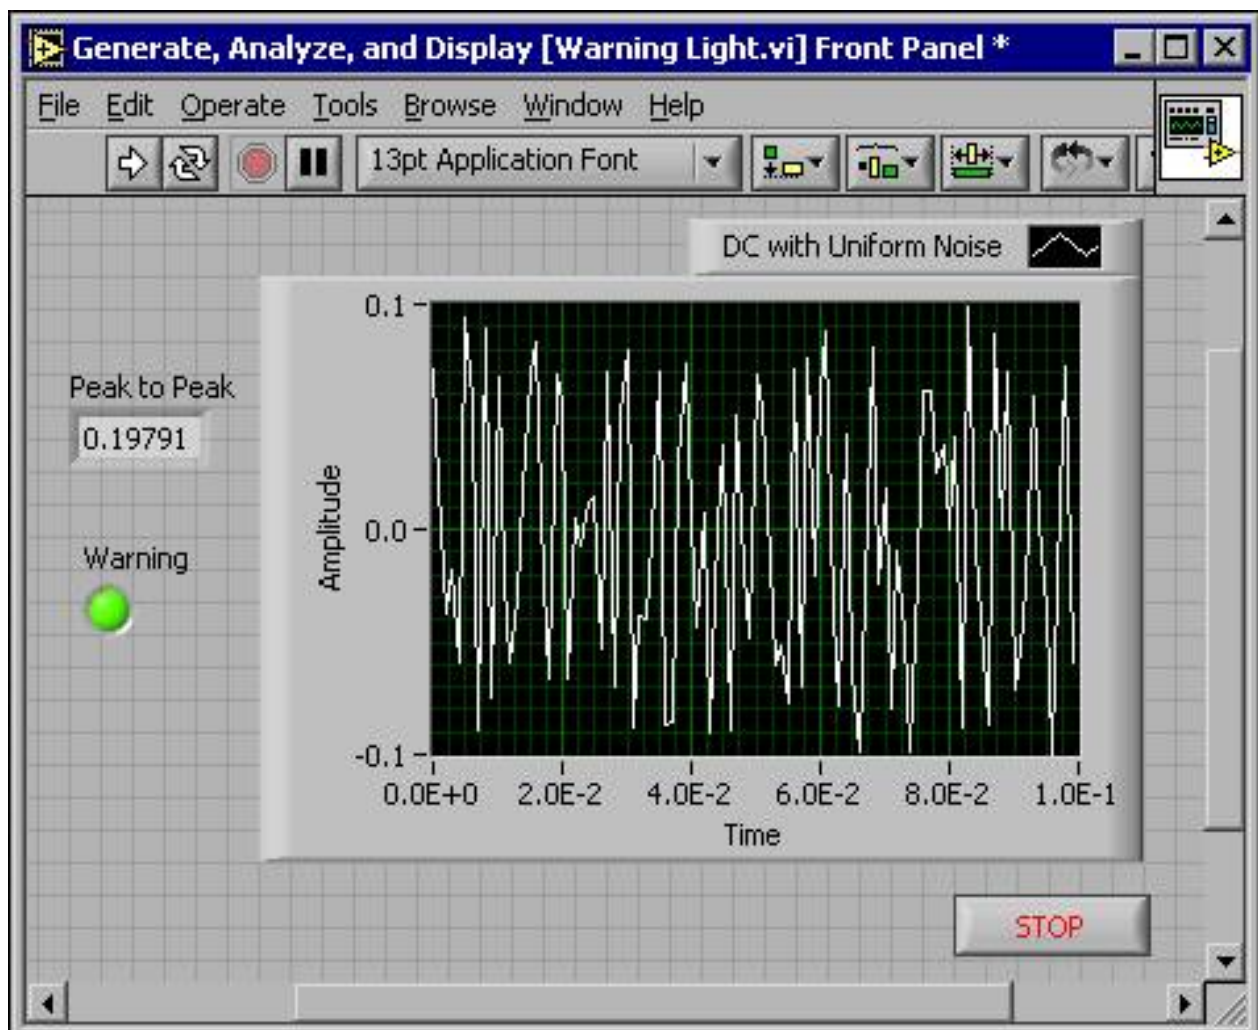 Generate, Analyze, and Display [Warning Light.vi] Front Panel *
File Edit Operate Tools Browse Window Help
13pt Application Font
DC with Uniform Noise
Peak to Peak
0.19791
Warning
Amplitude
0.1
0.0
-0.1
0.0E+0 2.0E-2 4.0E-2 6.0E-2 8.0E-2 1.0E-1
Time
STOP